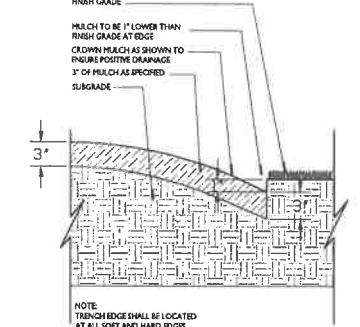 FINISH GRADE
MULCH TO BE 1" LOWER THAN
FINISH GRADE AT EDGE
CROWN MULCH AS SHOWN TO
ENSURE POSITIVE DRAINAGE
3" OF MULCH AS SPECIFIED
SUBGRADE
3"
3"
NOTE:
TRENCH EDGE SHALL BE LOCATED
AT ALL SOFT AND HARD EDGES